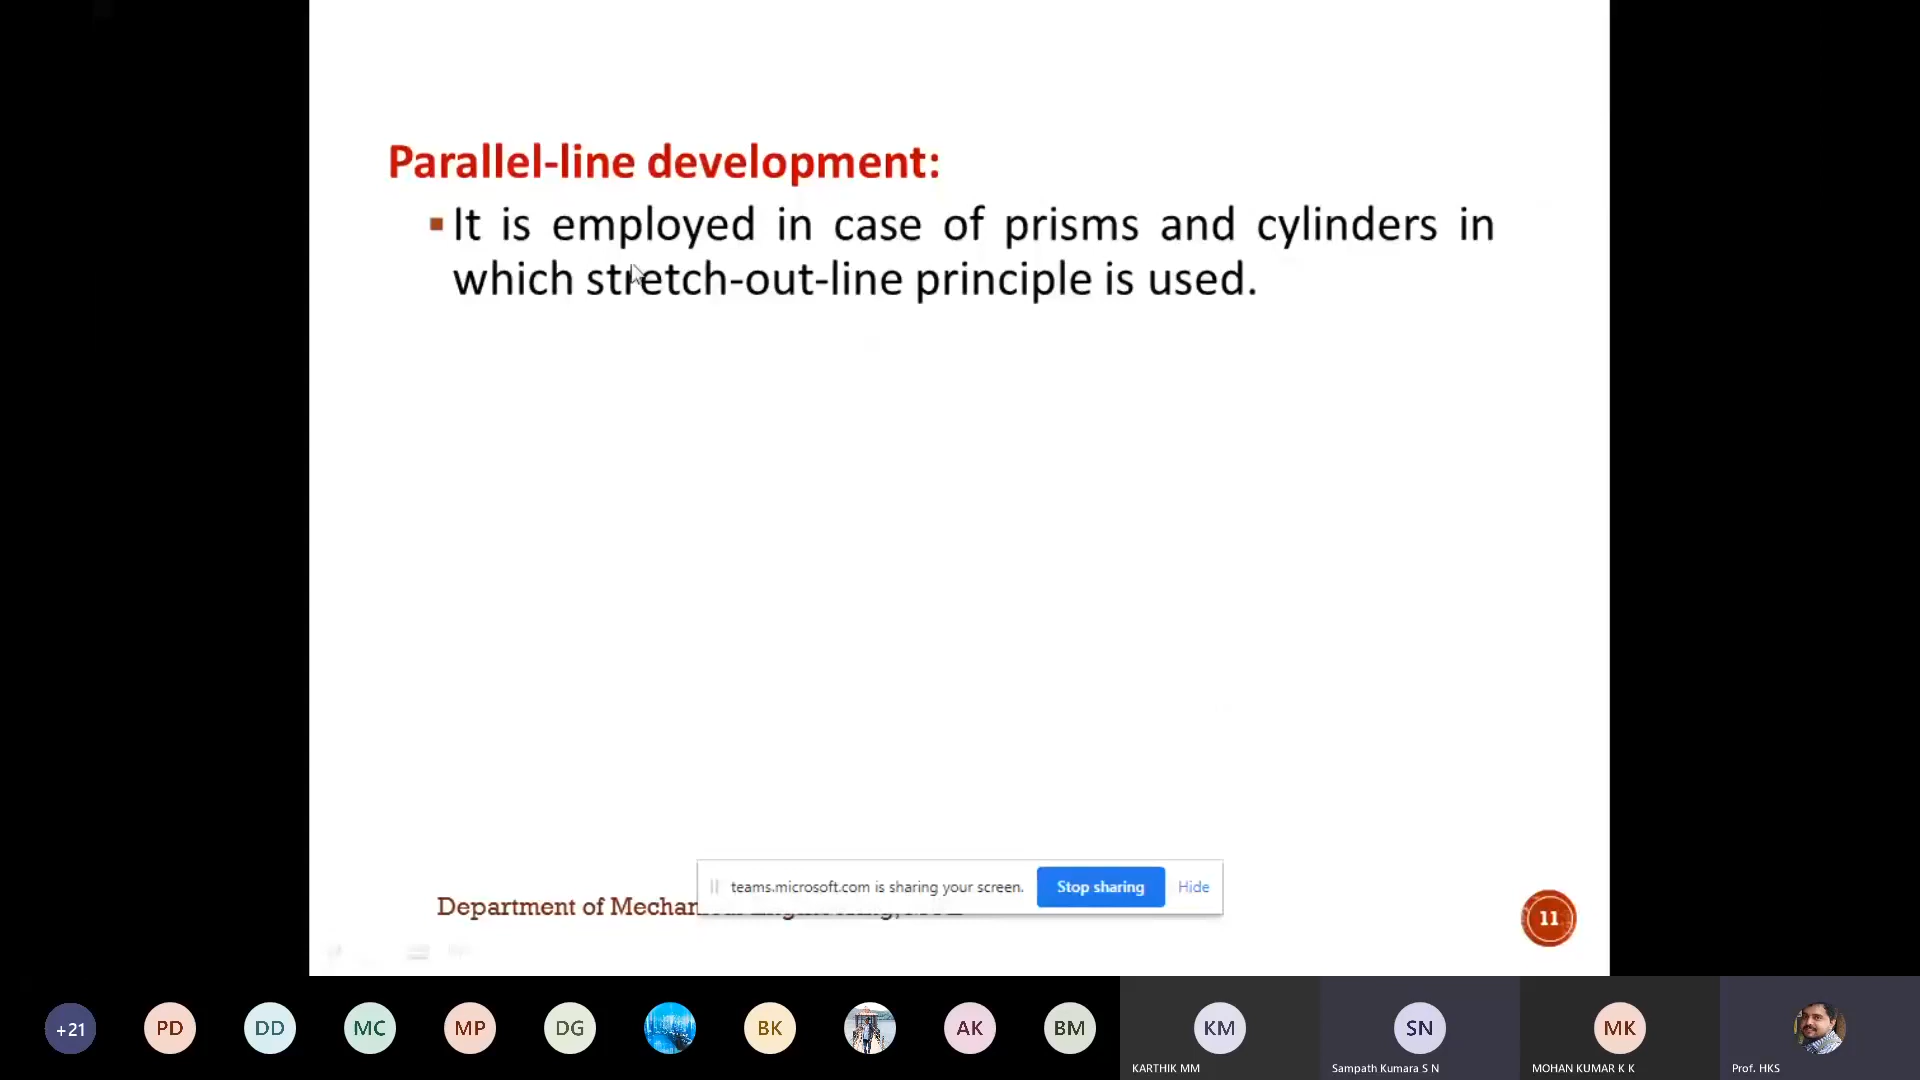 Parallel-line development:
It is employed in case of prisms and cylinders in
which stretch-out-line principle is used.
teams.microsoft.com is sharing your screen. Stop sharing Hide
Department of
11
+21 PD DD MC MP DG BK AK BM KM SN MK
KARTHIK MM Sampath Kumara S N MOHAN KUMAR K K Prof. HKS